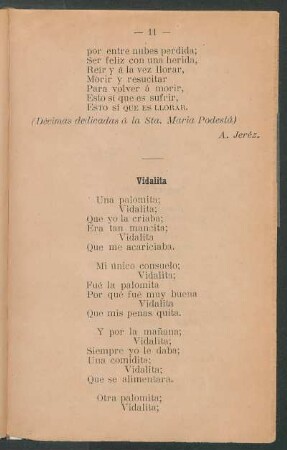 — 11 —
por entre nubes perdida;
Ser feliz con una herida,
Reir y á la vez llorar,
Morir y resucitar
Para volver á morir,
Esto sí que es sufrir,
ESTO SÍ QUE ES LLORAR.
(Décimas dedicadas á la Sta. María Podestá)
A. Jeréz.
Vidalita
Una palomita;
Vidalita;
Que yo la criaba;
Era tan mancita;
Vidalita
Que me acariciaba.
Mi único consuelo;
Vidalita;
Fué la palomita
Por qué fué muy buena
Vidalita
Que mis penas quita.
Y por la mañana;
Vidalita;
Siempre yo le daba;
Una comidita;
Vidalita;
Que se alimentara.
Otra palomita;
Vidalita;